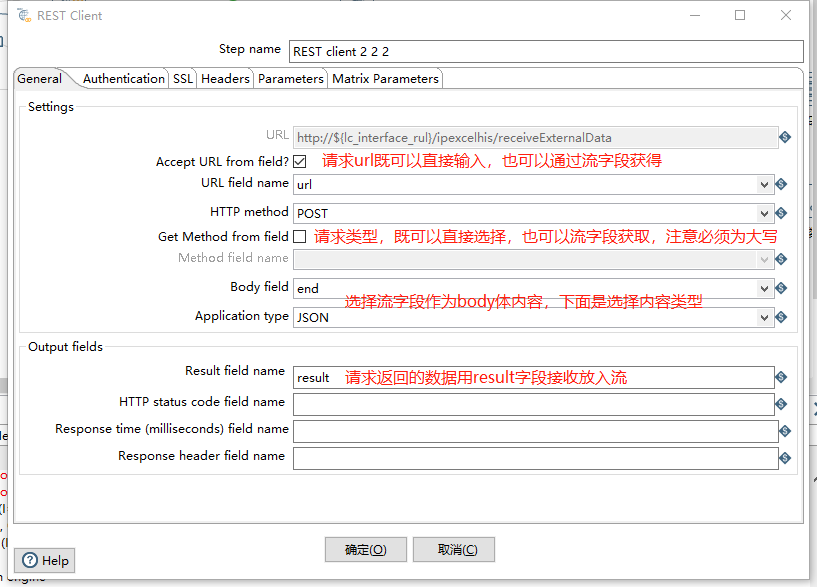 REST Client
Step name REST client 2 2 2
General Authentication SSL Headers Parameters Matrix Parameters
Settings
URL http://${lc_interface_rul}/ipexcelhis/receiveExternalData
Accept URL from field? 请求url既可以直接输入，也可以通过流字段获得
URL field name url
HTTP method POST
Get Method from field 请求类型，既可以直接选择，也可以流字段获取，注意必须为大写
Method field name
Body field end
选择流字段作为body体内容，下面是选择内容类型
Application type JSON
Output fields
Result field name result 请求返回的数据用result字段接收放入流
HTTP status code field name
Response time (milliseconds) field name
Response header field name
确定(O) 取消(C)
Help